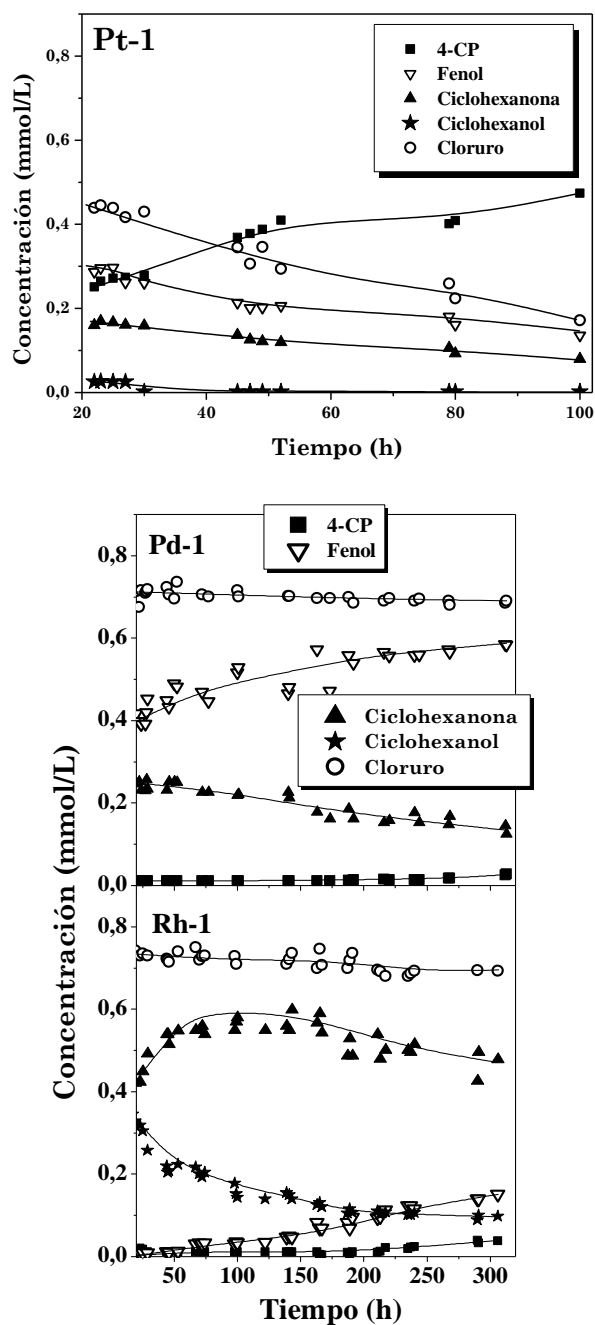 Pt-1
0,8
0,6
0,4
0,2
0,0
20
40
60
80
100
Concentración (mmol/L)
Tiempo (h)
4-CP
Fenol
Ciclohexanona
Ciclohexanol
Cloruro
Pd-1
4-CP
Fenol
0,8
0,6
0,4
0,2
0,0
Ciclohexanona
Ciclohexanol
Cloruro
Concentración (mmol/L)
Rh-1
0,8
0,6
0,4
0,2
0,0
50
100
150
200
250
300
Tiempo (h)